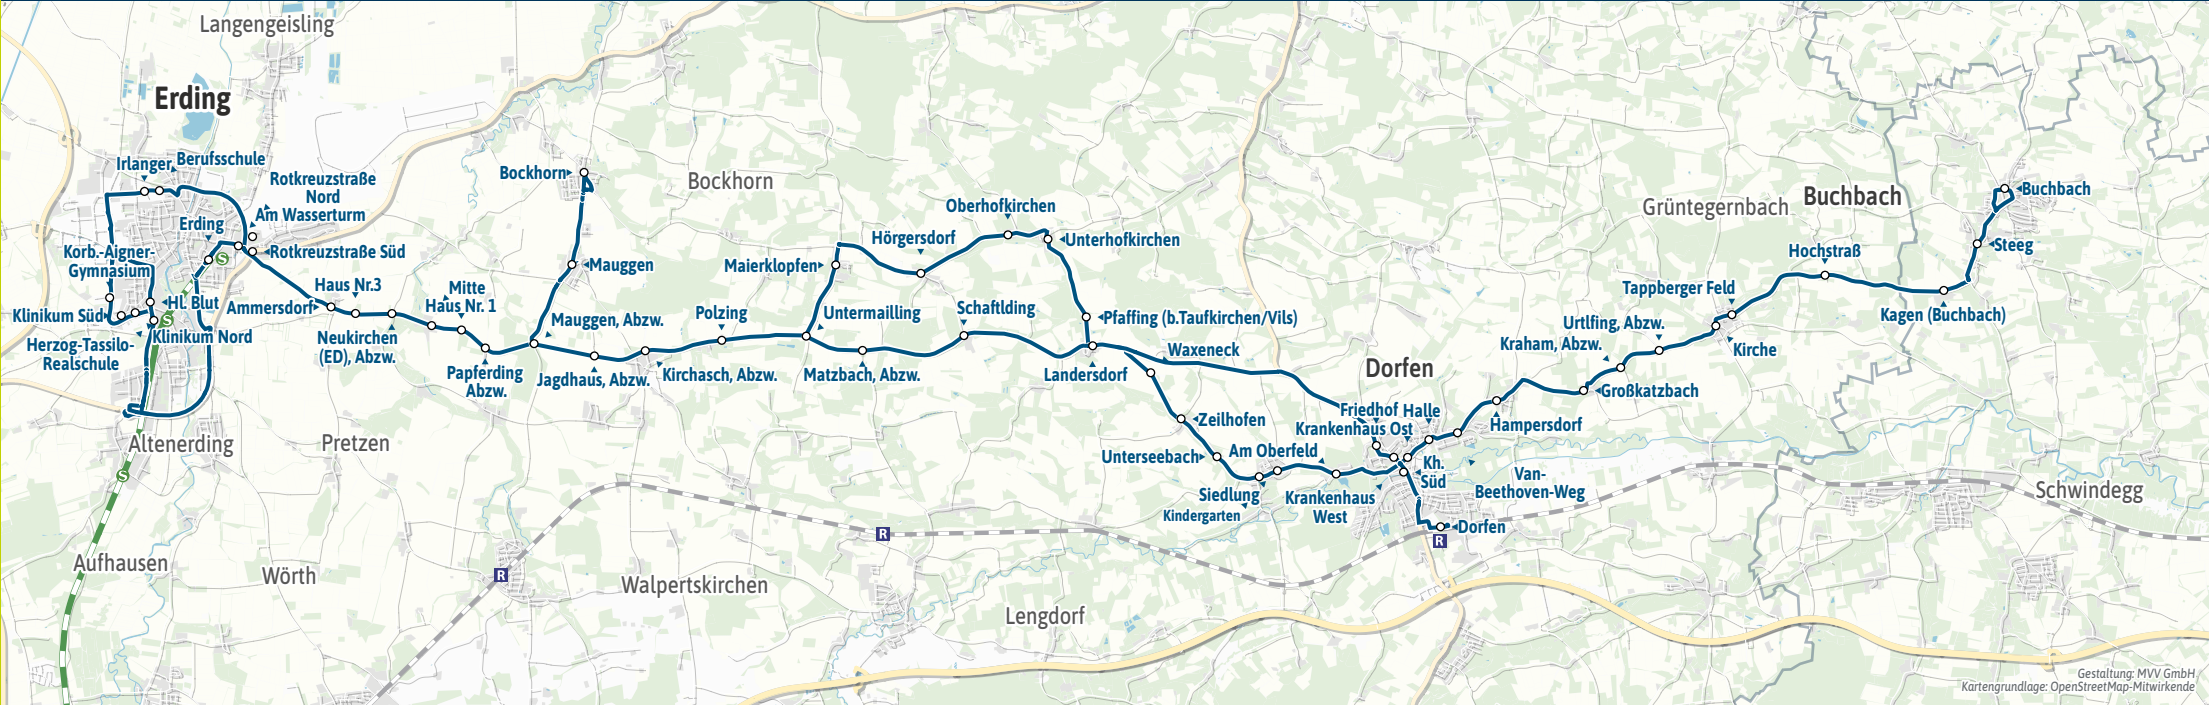 Langengeisling
Erding
Irlanger
Berufsschule
Rotkreuzstraße
Nord
Am Wasserturm
Erding
Rotkreuzstraße Süd
S
Korb.-Aigner-
Gymnasium
Hl. Blut
Klinikum Süd
S
Klinikum Nord
Herzog-Tassilo-
Realschule
Ammersdorf
Haus Nr.3
Neukirchen
(ED), Abzw.
Mitte
Haus Nr. 1
Papferding
Abzw.
Bockhorn
Mauggen
Mauggen, Abzw.
Jagdhaus, Abzw.
Kirchasch, Abzw.
Polzing
Bockhorn
Maierklopfen
Untermailling
Matzbach, Abzw.
Hörgersdorf
Oberhofkirchen
Unterhofkirchen
Schaftlding
Pfaffing (b.Taufkirchen/Vils)
Landersdorf
Waxeneck
Zeilhofen
Unterseebach
Am Oberfeld
Siedlung
Kindergarten
Krankenhaus
West
Dorfen
Friedhof
Halle
Krankenhaus Ost
Kh.
Süd
Van-
Beethoven-Weg
Dorfen
R
Hampersdorf
Großkatzbach
Kraham, Abzw.
Urtlfing, Abzw.
Tappberger Feld
Kirche
Grüntegernbach
Buchbach
Hochstraß
Kagen (Buchbach)
Steeg
Buchbach
Schwindegg
Altenerding
S
Pretzen
Aufhausen
Wörth
R
Walpertskirchen
R
Lengdorf
Gestaltung: MVV GmbH
Kartengrundlage: OpenStreetMap-Mitwirkende